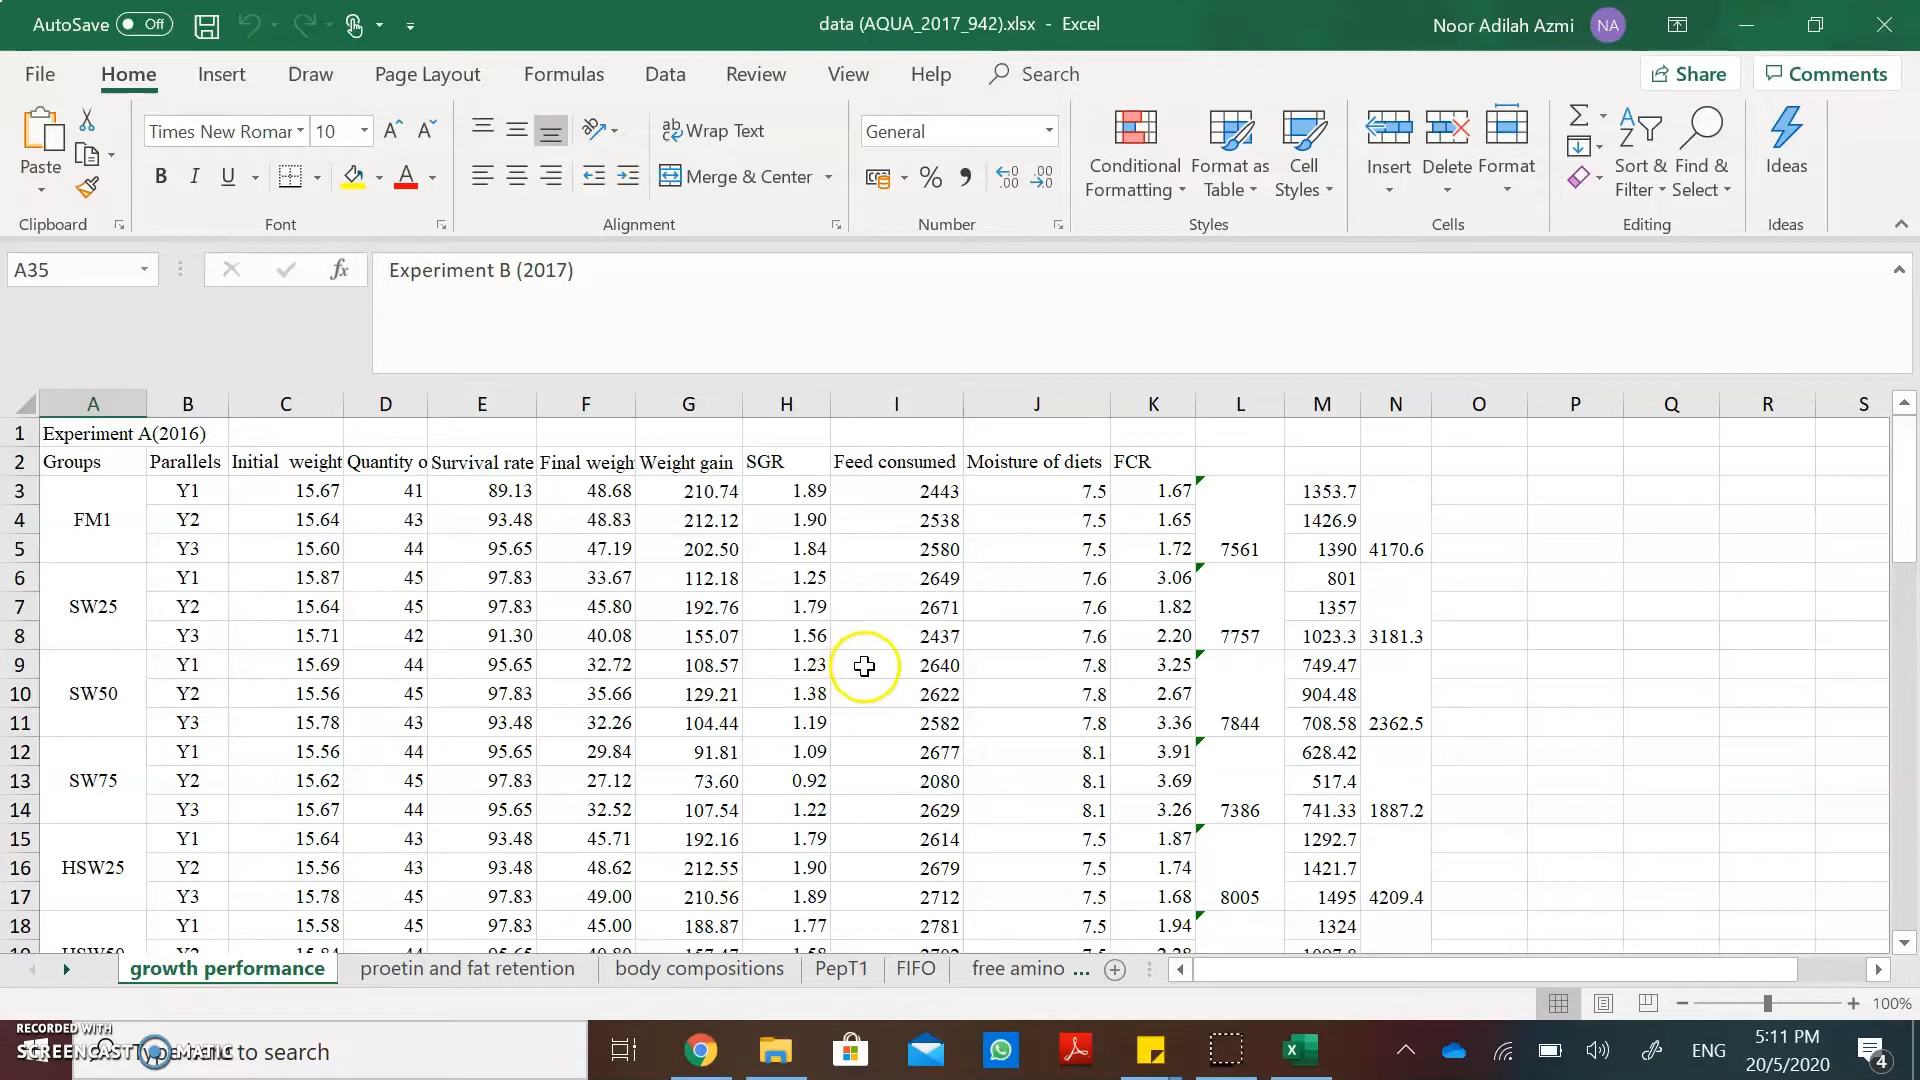 AutoSave Off data (AQUA_2017_942).xlsx - Excel Noor Adilah Azmi NA
File Home Insert Draw Page Layout Formulas Data Review View Help Search Share Comments
Paste Times New Roman 10 Wrap Text General Conditional Formatting Format as Table Cell Styles Insert Delete Format Sort & Filter Find & Select Ideas
B I U A Merge & Center % 9
Clipboard Font Alignment Number Styles Cells Editing Ideas
A35 fx Experiment B (2017)
A B C D E F G H I J K L M N O P Q R S
1 Experiment A(2016)
2 Groups Parallels Initial weight Quantity o Survival rate Final weigh Weight gain SGR Feed consumed Moisture of diets FCR
3 Y1 15.67 41 89.13 48.68 210.74 1.89 2443 7.5 1.67 1353.7
4 FM1 Y2 15.64 43 93.48 48.83 212.12 1.90 2538 7.5 1.65 1426.9
5 Y3 15.60 44 95.65 47.19 202.50 1.84 2580 7.5 1.72 7561 1390 4170.6
6 Y1 15.87 45 97.83 33.67 112.18 1.25 2649 7.6 3.06 801
7 SW25 Y2 15.64 45 97.83 45.80 192.76 1.79 2671 7.6 1.82 1357
8 Y3 15.71 42 91.30 40.08 155.07 1.56 2437 7.6 2.20 7757 1023.3 3181.3
9 Y1 15.69 44 95.65 32.72 108.57 1.23 2640 7.8 3.25 749.47
10 SW50 Y2 15.56 45 97.83 35.66 129.21 1.38 2622 7.8 2.67 904.48
11 Y3 15.78 43 93.48 32.26 104.44 1.19 2582 7.8 3.36 7844 708.58 2362.5
12 Y1 15.56 44 95.65 29.84 91.81 1.09 2677 8.1 3.91 628.42
13 SW75 Y2 15.62 45 97.83 27.12 73.60 0.92 2080 8.1 3.69 517.4
14 Y3 15.67 44 95.65 32.52 107.54 1.22 2629 8.1 3.26 7386 741.33 1887.2
15 Y1 15.64 43 93.48 45.71 192.16 1.79 2614 7.5 1.87 1292.7
16 HSW25 Y2 15.56 43 93.48 48.62 212.55 1.90 2679 7.5 1.74 1421.7
17 Y3 15.78 45 97.83 49.00 210.56 1.89 2712 7.5 1.68 8005 1495 4209.4
18 Y1 15.58 45 97.83 45.00 188.87 1.77 2781 7.5 1.94 1324
growth performance proetin and fat retention body compositions PepT1 FIFO free amino ...
100%
RECORDED WITH
SCREENCAST MATIC Type here to search ENG 5:11 PM
20/5/2020 4